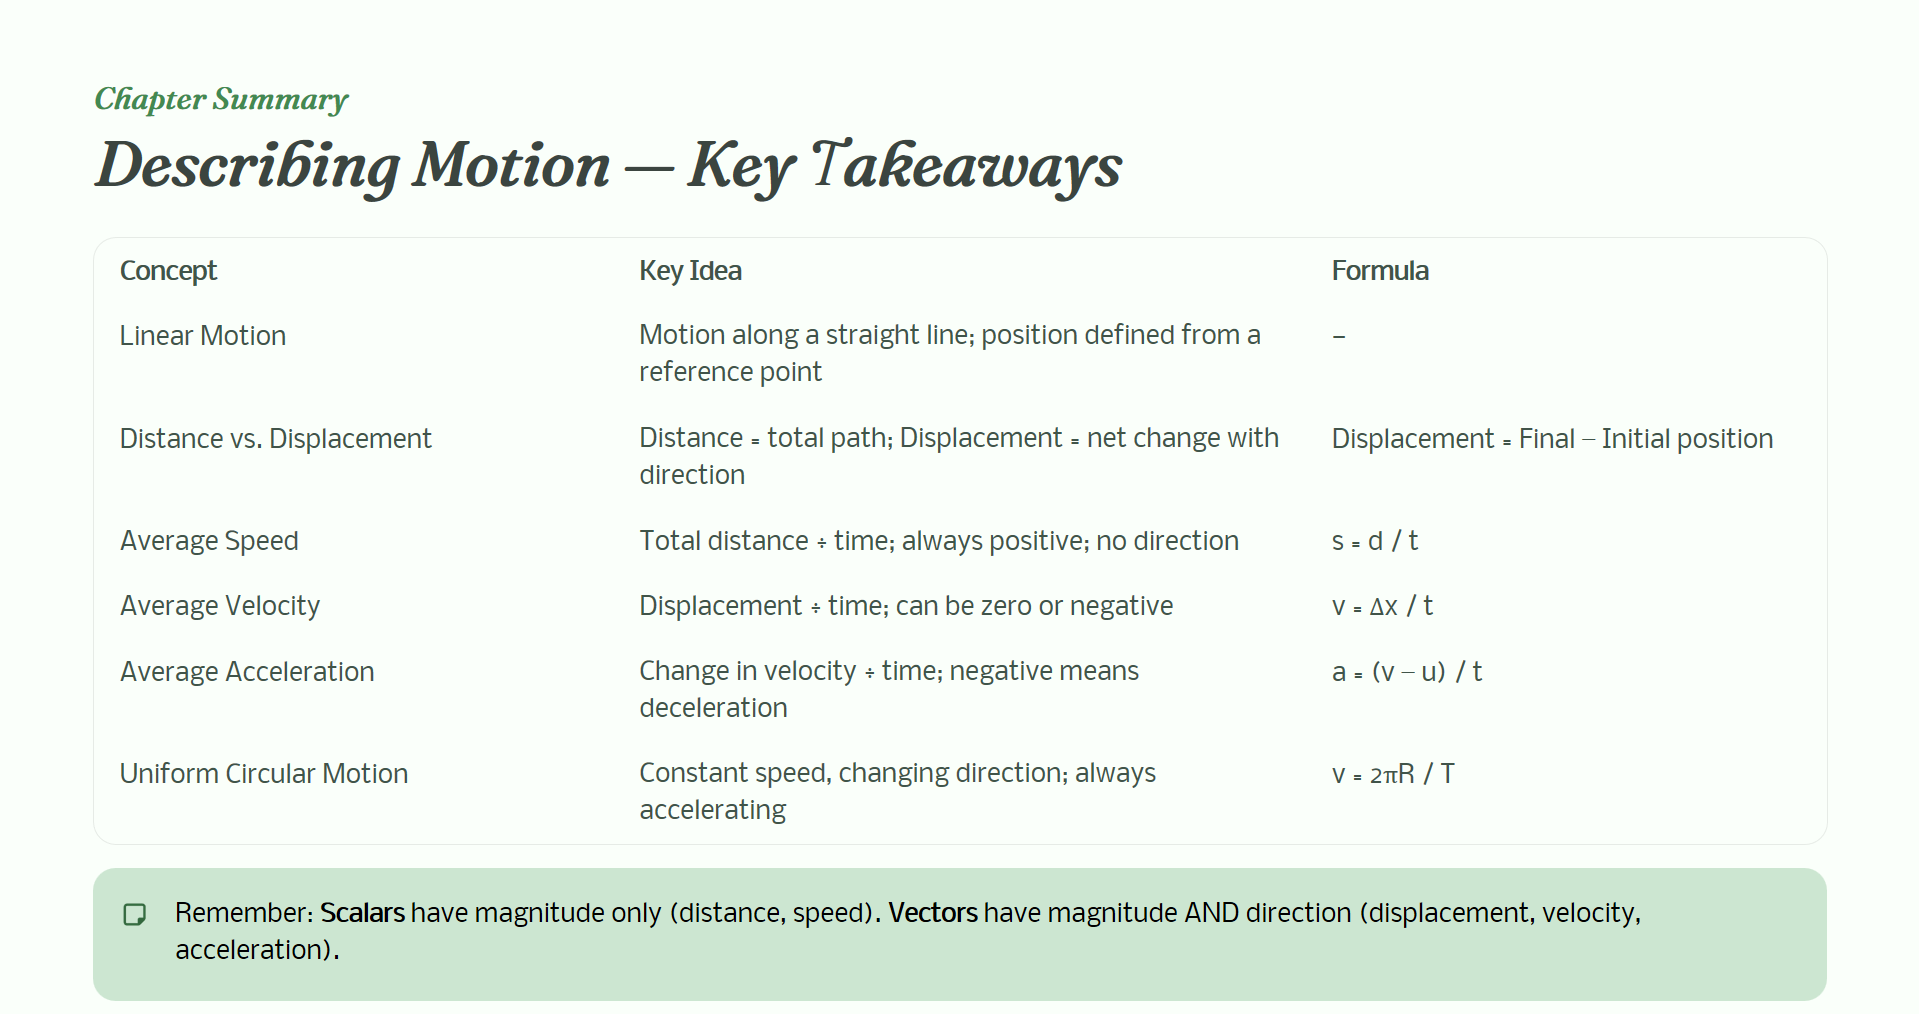 Chapter Summary
Describing Motion — Key Takeaways
Concept Key Idea Formula
Linear Motion Motion along a straight line; position defined from a –
reference point
Distance vs. Displacement Distance = total path; Displacement = net change with Displacement = Final − Initial position
direction
Average Speed Total distance ÷ time; always positive; no direction s = d / t
Average Velocity Displacement ÷ time; can be zero or negative v = Δx / t
Average Acceleration Change in velocity ÷ time; negative means a = (v − u) / t
deceleration
Uniform Circular Motion Constant speed, changing direction; always v = 2πR / T
accelerating
Remember: Scalars have magnitude only (distance, speed). Vectors have magnitude AND direction (displacement, velocity,
acceleration).